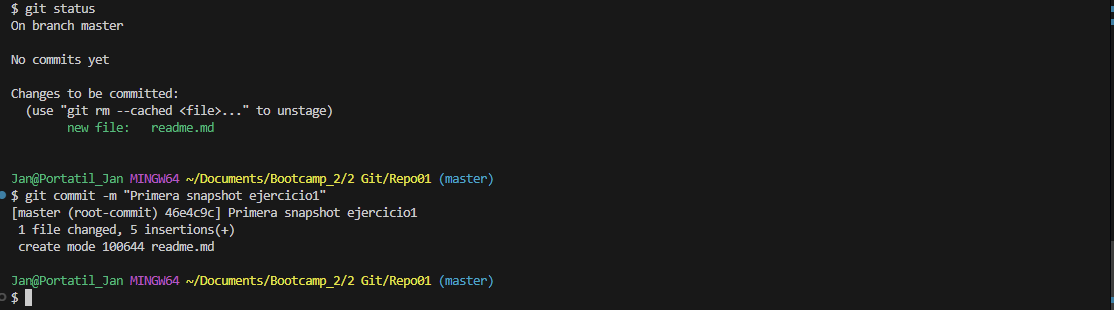 $ git status
On branch master
No commits yet
Changes to be committed:
  (use "git rm --cached <file>..." to unstage)
        new file:   readme.md
Jan@Portatil_Jan MINGW64 ~/Documents/Bootcamp_2/2 Git/Repo01 (master)
$ git commit -m "Primera snapshot ejercicio1"
[master (root-commit) 46e4c9c] Primera snapshot ejercicio1
 1 file changed, 5 insertions(+)
 create mode 100644 readme.md
Jan@Portatil_Jan MINGW64 ~/Documents/Bootcamp_2/2 Git/Repo01 (master)
$